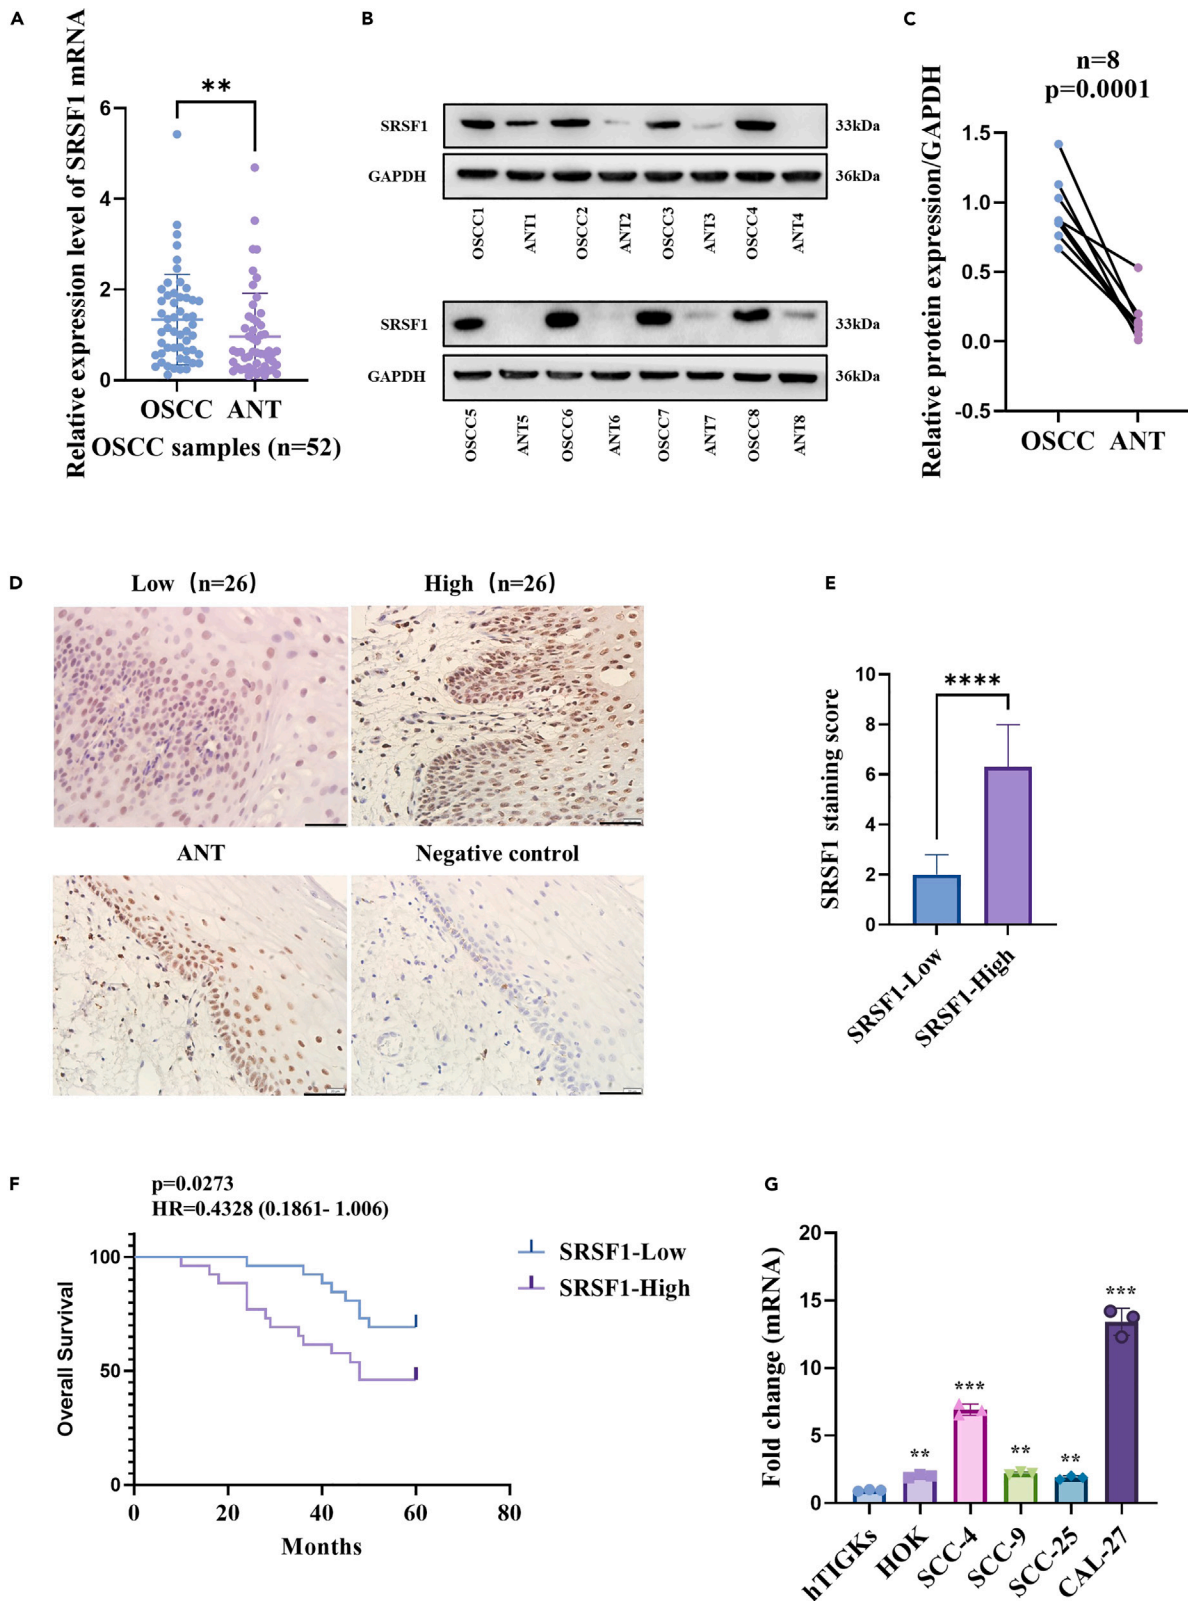 A
Relative expression level of SRSF1 mRNA
6
4
2
0
**
OSCC ANT
OSCC samples (n=52)
B
SRSF1
33kDa
GAPDH
36kDa
OSCC1 ANT1 OSCC2 ANT2 OSCC3 ANT3 OSCC4 ANT4
SRSF1
33kDa
GAPDH
36kDa
OSCC5 ANT5 OSCC6 ANT6 OSCC7 ANT7 OSCC8 ANT8
C
n=8
p=0.0001
Relative protein expression/GAPDH
1.5
1.0
0.5
0.0
-0.5
OSCC ANT
D
Low (n=26)
High (n=26)
ANT
Negative control
E
SRSF1 staining score
10
8
6
4
2
0
****
SRSF1-Low
SRSF1-High
F
p=0.0273
HR=0.4328 (0.1861- 1.006)
Overall Survival
100
50
0
0 20 40 60 80
Months
SRSF1-Low
SRSF1-High
G
Fold change (mRNA)
20
15
10
5
0
**
***
**
**
***
hTIGKs
HOK
SCC-4
SCC-9
SCC-25
CAL-27